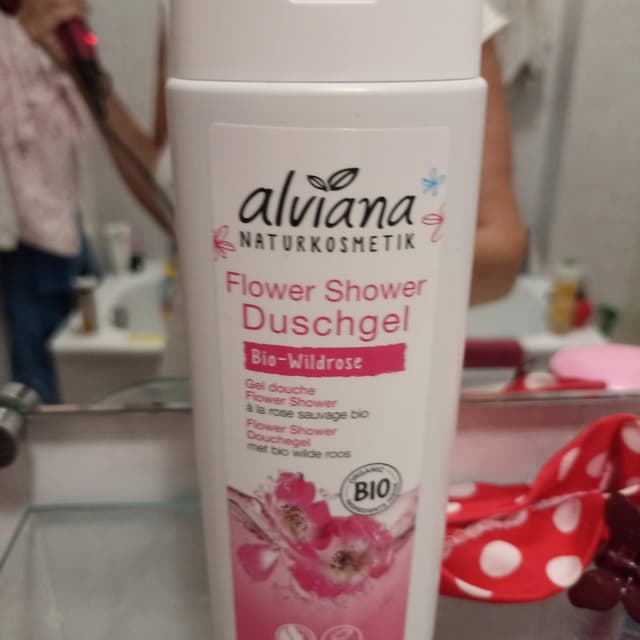 alviana
NATURKOSMETIK
Flower Shower
Duschgel
Bio-Wildrose
Gel douche
Flower Shower
à la rose sauvage bio
Flower Shower
Douchegel
met bio wilde roos
ORGANIC
BIO